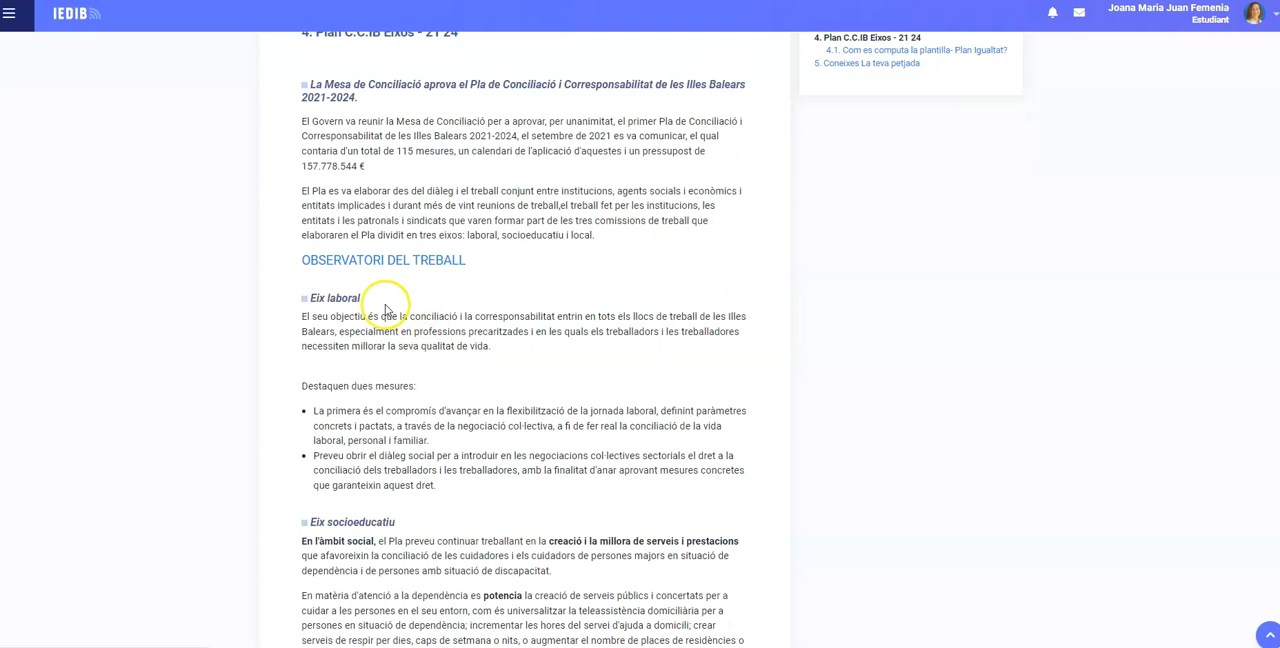 IEDIB
Joana Maria Juan Femenia
Estudiant
4. Plan C.C.IB Eixos - 21 24
4. Plan C.C.IB Eixos - 21 24
4.1. Com es computa la plantilla- Plan Igualtat?
5. Coneixes La teva petjada
La Mesa de Conciliació aprova el Pla de Conciliació i Corresponsabilitat de les Illes Balears
2021-2024.
El Govern va reunir la Mesa de Conciliació per a aprovar, per unanimitat, el primer Pla de Conciliació i
Corresponsabilitat de les Illes Balears 2021-2024, el setembre de 2021 es va comunicar, el qual
contaria d'un total de 115 mesures, un calendari de l'aplicació d'aquestes i un pressupost de
157.778.544 €
El Pla es va elaborar des del diàleg i el treball conjunt entre institucions, agents socials i econòmics i
entitats implicades i durant més de vint reunions de treball,el treball fet per les institucions, les
entitats i les patronals i sindicats que varen formar part de les tres comissions de treball que
elaboraren el Pla dividit en tres eixos: laboral, socioeducatiu i local.
OBSERVATORI DEL TREBALL
Eix laboral
El seu objectiu és que la conciliació i la corresponsabilitat entrin en tots els llocs de treball de les Illes
Balears, especialment en professions precaritzades i en les quals els treballadors i les treballadores
necessiten millorar la seva qualitat de vida.
Destaquen dues mesures:
• La primera és el compromís d'avançar en la flexibilització de la jornada laboral, definint paràmetres
concrets i pactats, a través de la negociació col·lectiva, a fi de fer real la conciliació de la vida
laboral, personal i familiar.
• Preveu obrir el diàleg social per a introduir en les negociacions col·lectives sectorials el dret a la
conciliació dels treballadors i les treballadores, amb la finalitat d'anar aprovant mesures concretes
que garanteixin aquest dret.
Eix socioeducatiu
En l'àmbit social, el Pla preveu continuar treballant en la creació i la millora de serveis i prestacions
que afavoreixin la conciliació de les cuidadores i els cuidadors de persones majors en situació de
dependència i de persones amb situació de discapacitat.
En matèria d'atenció a la dependència es potencia la creació de serveis públics i concertats per a
cuidar a les persones en el seu entorn, com és universalitzar la teleassistència domiciliària per a
persones en situació de dependència; incrementar les hores del servei d'ajuda a domicili; crear
serveis de respir per dies, caps de setmana o nits, o augmentar el nombre de places de residències o